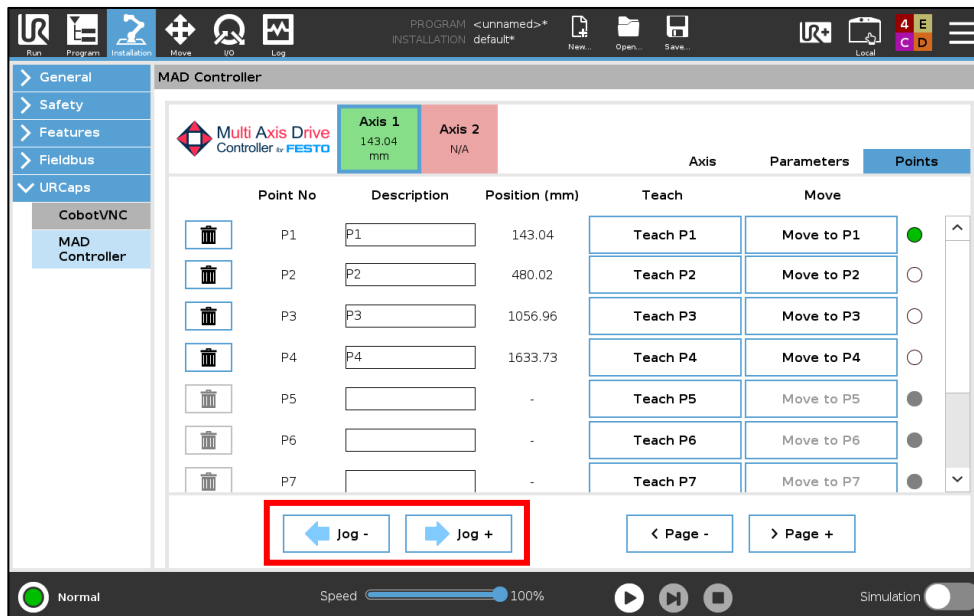 PROGRAM <unnamed>*
INSTALLATION default*
Run Program Installation Move I/O Log New... Open... Save... UR+ Local 4 E C D
General
MAD Controller
Safety
Features
Fieldbus
URCaps
CobotVNC
MAD
Controller
Multi Axis Drive
Controller for FESTO
Axis 1
143.04
mm
Axis 2
N/A
Axis Parameters Points
Point No Description Position (mm) Teach Move
P1 P1 143.04 Teach P1 Move to P1
P2 P2 480.02 Teach P2 Move to P2
P3 P3 1056.96 Teach P3 Move to P3
P4 P4 1633.73 Teach P4 Move to P4
P5 - Teach P5 Move to P5
P6 - Teach P6 Move to P6
P7 - Teach P7 Move to P7
Jog - Jog + < Page - > Page +
Normal Speed 100% Simulation